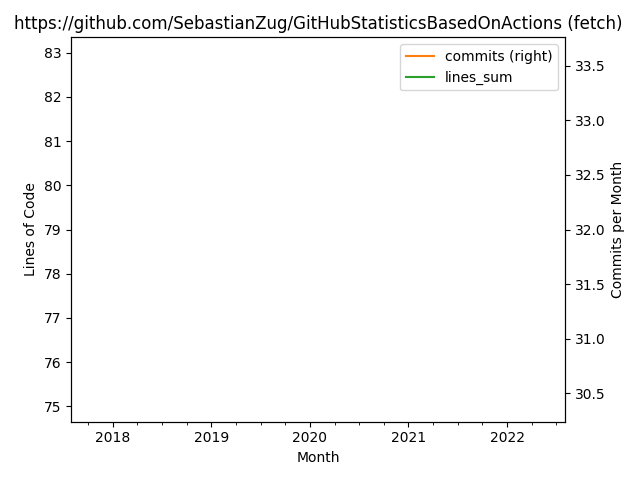 https://github.com/SebastianZug/GitHubStatisticsBasedOnActions (fetch)
commits (right)
lines_sum
83
82
81
80
79
78
77
76
75
Lines of Code
33.5
33.0
32.5
32.0
31.5
31.0
30.5
Commits per Month
2018 2019 2020 2021 2022
Month